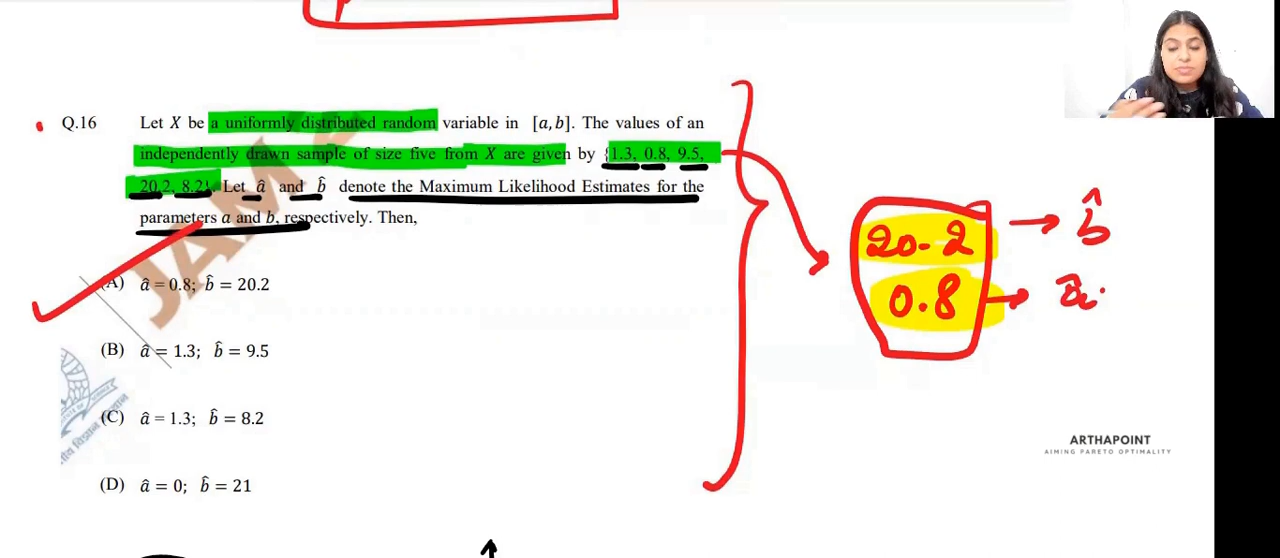 Q.16 Let X be a uniformly distributed random variable in [a, b]. The values of an
independently drawn sample of size five from X are given by {1.3, 0.8, 9.5,
20.2, 8.2}. Let â and b̂ denote the Maximum Likelihood Estimates for the
parameters a and b, respectively. Then,
(A) â = 0.8; b̂ = 20.2
(B) â = 1.3; b̂ = 9.5
(C) â = 1.3; b̂ = 8.2
(D) â = 0; b̂ = 21
JAM
20.2 → b̂
0.8 →
ARTHAPOINT
AIMING PARETO OPTIMALITY